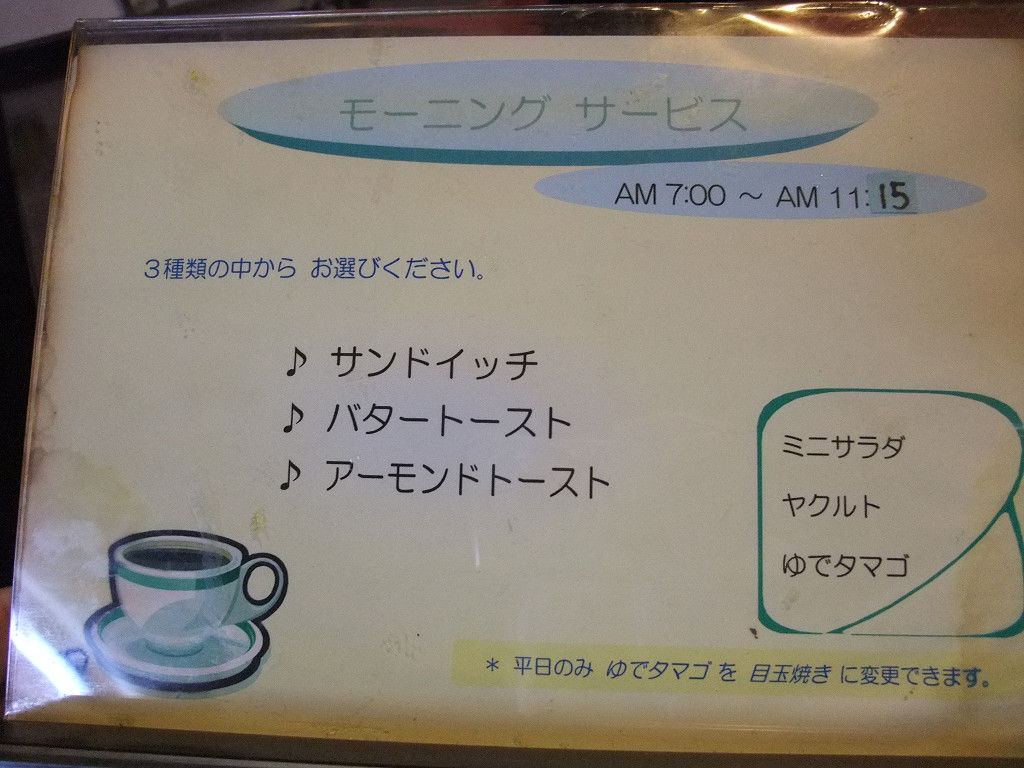 モーニング サービス
AM 7:00 ～ AM 11:15
３種類の中から お選びください。
♪ サンドイッチ
♪ バタートースト
♪ アーモンドトースト
ミニサラダ
ヤクルト
ゆでタマゴ
＊ 平日のみ ゆでタマゴ を 目玉焼き に変更できます。